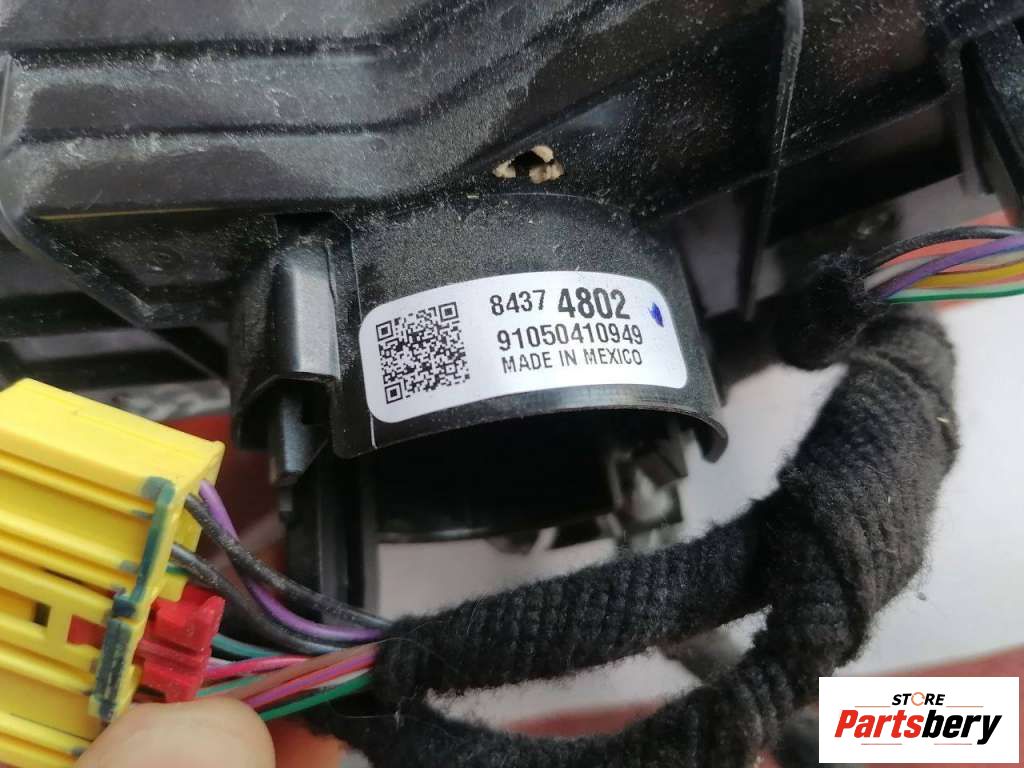 8437 4802
91050410949
MADE IN MEXICO
STORE
Partsbery